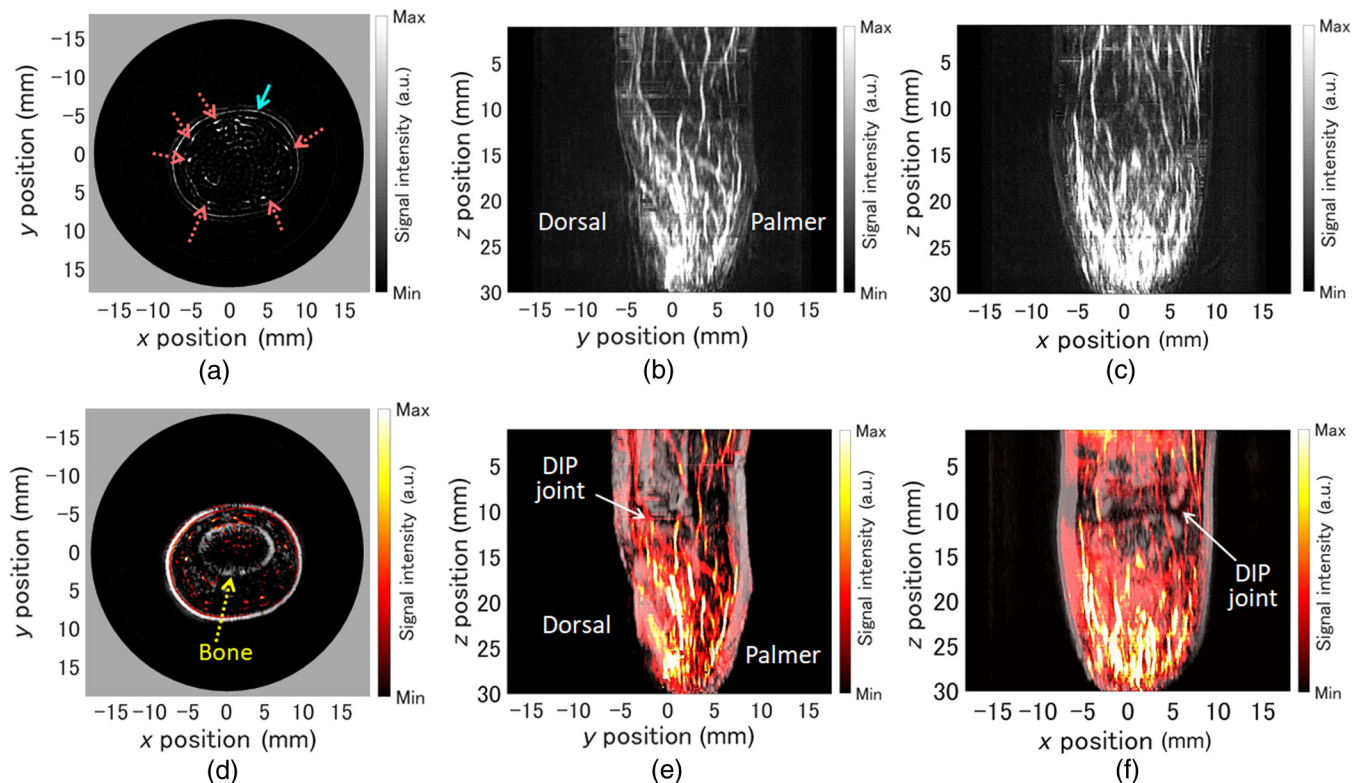 -15
-10
-5
0
5
10
15
y position (mm)
-15 -10 -5 0 5 10 15
x position (mm)
Max
Signal intensity (a.u.)
Min
(a)
5
10
15
20
25
30
z position (mm)
Dorsal
Palmer
-15 -10 -5 0 5 10 15
y position (mm)
Max
Signal intensity (a.u.)
Min
(b)
5
10
15
20
25
30
z position (mm)
-15 -10 -5 0 5 10 15
x position (mm)
Max
Signal intensity (a.u.)
Min
(c)
-15
-10
-5
0
5
10
15
y position (mm)
Bone
-15 -10 -5 0 5 10 15
x position (mm)
Max
Signal intensity (a.u.)
Min
(d)
5
10
15
20
25
30
z position (mm)
DIP
joint
Dorsal
Palmer
-15 -10 -5 0 5 10 15
y position (mm)
Max
Signal intensity (a.u.)
Min
(e)
5
10
15
20
25
30
z position (mm)
DIP
joint
-15 -10 -5 0 5 10 15
x position (mm)
Max
Signal intensity (a.u.)
Min
(f)